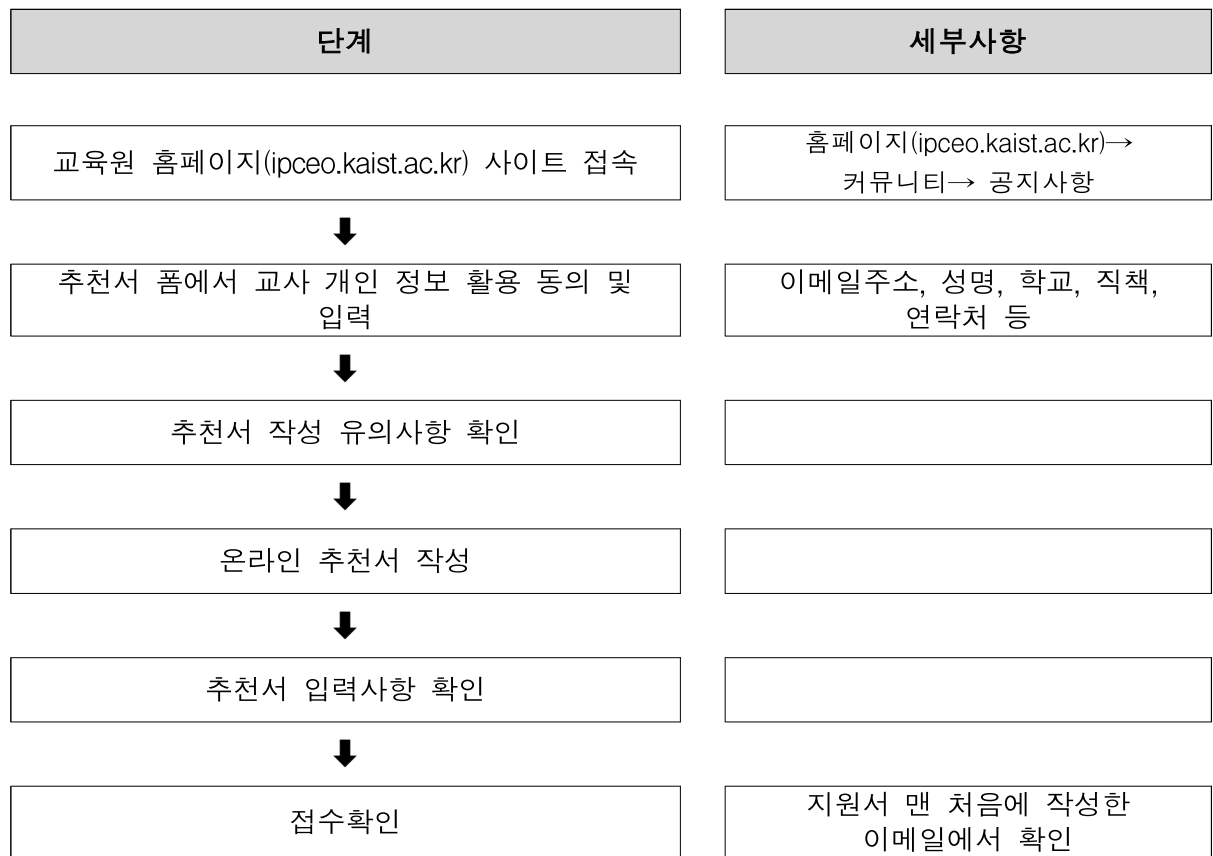 단계
세부사항
교육원 홈페이지(ipceo.kaist.ac.kr) 사이트 접속
홈페이지(ipceo.kaist.ac.kr)→
커뮤니티→ 공지사항
추천서 폼에서 교사 개인 정보 활용 동의 및
입력
이메일주소, 성명, 학교, 직책,
연락처 등
추천서 작성 유의사항 확인
온라인 추천서 작성
추천서 입력사항 확인
접수확인
지원서 맨 처음에 작성한
이메일에서 확인